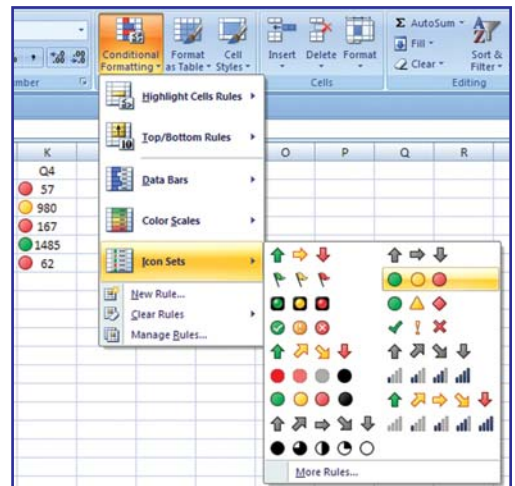 Σ AutoSum
Fill
Clear
Conditional Formatting
Format as Table
Cell Styles
Insert
Delete
Format
Sort & Filter
mber
Cells
Editing
Highlight Cells Rules
Top/Bottom Rules
Data Bars
Color Scales
Icon Sets
New Rule...
Clear Rules
Manage Rules...
K
O
P
Q
R
Q4
57
980
167
1485
62
More Rules...